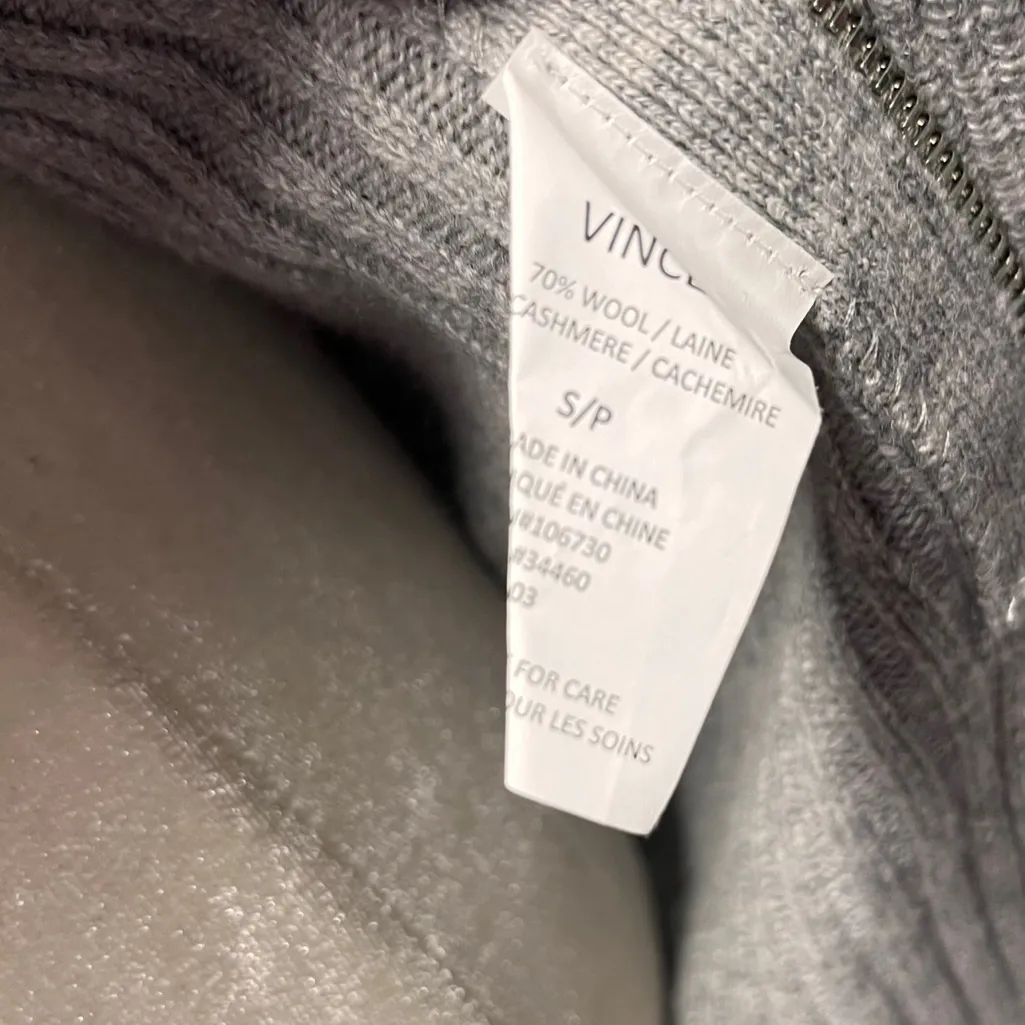 VINC
70% WOOL / LAINE
CASHMERE / CACHEMIRE
S/P
ADE IN CHINA
QUÉ EN CHINE
#106730
#34460
03
FOR CARE
OUR LES SOINS